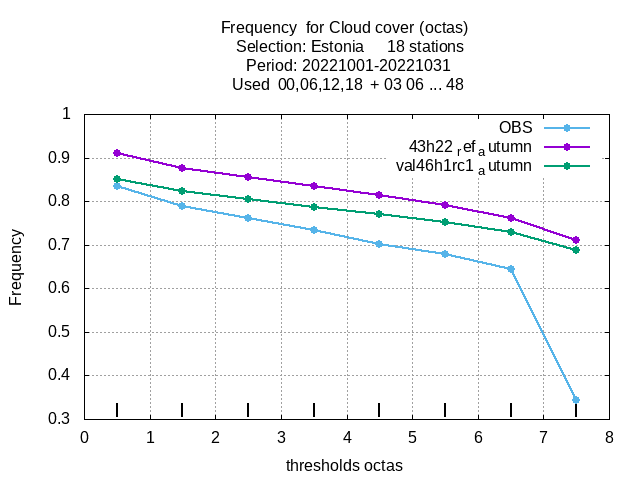 Frequency for Cloud cover (octas)
Selection: Estonia 18 stations
Period: 20221001-20221031
Used 00,06,12,18 + 03 06 ... 48
OBS
43h22 ref a utumn
val46h1rc1 a utumn
1
0.9
0.8
0.7
0.6
0.5
0.4
0.3
Frequency
0 1 2 3 4 5 6 7 8
thresholds octas